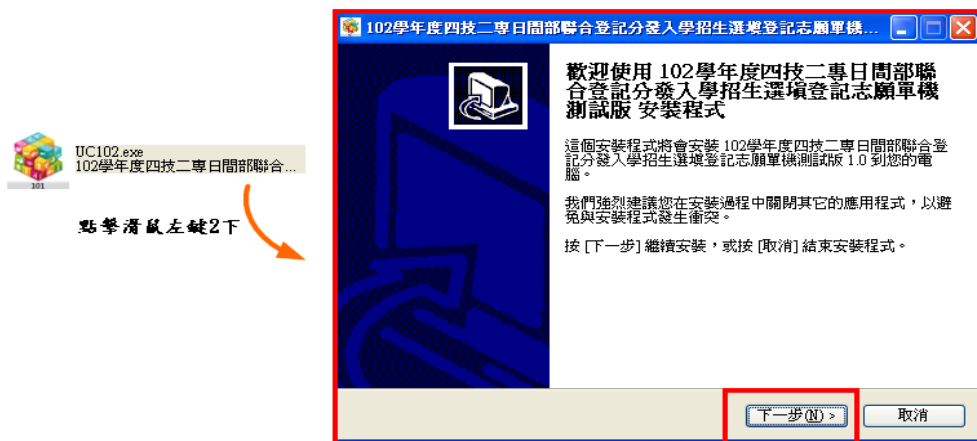 UC102.exe
102學年度四技二專日間部聯合...
101
點擊滑鼠左鍵2下
102學年度四技二專日間部聯合登記分發入學招生選填登記志願單機...
歡迎使用 102學年度四技二專日間部聯
合登記分發入學招生選填登記志願單機
測試版 安裝程式
這個安裝程式將會安裝 102學年度四技二專日間部聯合登
記分發入學招生選填登記志願單機測試版 1.0 到您的電
腦。
我們強烈建議您在安裝過程中關閉其它的應用程式，以避
免與安裝程式發生衝突。
按 [下一步] 繼續安裝，或按 [取消] 結束安裝程式。
下一步(N) >
取消